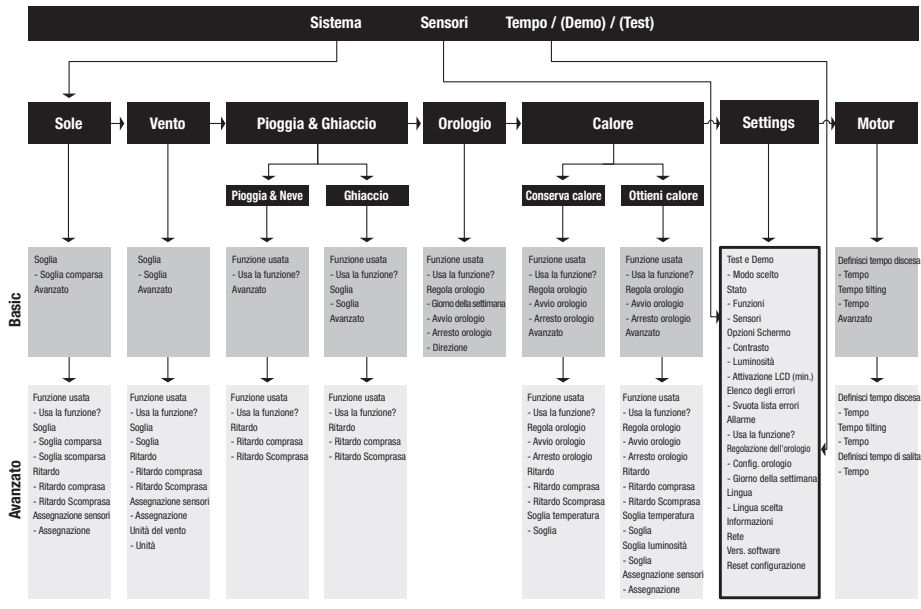 Sistema
Sensori
Tempo / (Demo) / (Test)
Sole
Vento
Pioggia & Ghiaccio
Orologio
Calore
Settings
Motor
Pioggia & Neve
Ghiaccio
Conserva calore
Ottieni calore
Basic
Soglia
- Soglia comparsa
Avanzato
Soglia
- Soglia
Avanzato
Funzione usata
- Usa la funzione?
Avanzato
Funzione usata
- Usa la funzione?
Soglia
- Soglia
Avanzato
Funzione usata
- Usa la funzione?
Regola orologio
- Giorno della settimana
- Avvio orologio
- Arresto orologio
- Direzione
Funzione usata
- Usa la funzione?
Regola orologio
- Avvio orologio
- Arresto orologio
Avanzato
Funzione usata
- Usa la funzione?
Regola orologio
- Avvio orologio
- Arresto orologio
Avanzato
Test e Demo
- Modo scelto
Stato
- Funzioni
- Sensori
Opzioni Schermo
- Contrasto
- Luminosità
- Attivazione LCD (min.)
Elenco degli errori
- Svuota lista errori
Allarme
- Usa la funzione?
Regolazione dell'orologio
- Config. orologio
- Giorno della settimana
Lingua
- Lingua scelta
Informazioni
Rete
Vers. software
Reset configurazione
Definisci tempo discesa
- Tempo
Tempo tilting
- Tempo
Avanzato
Avanzato
Funzione usata
- Usa la funzione?
Soglia
- Soglia comparsa
- Soglia scomparsa
Ritardo
- Ritardo comprasa
- Ritardo Scomprasa
Assegnazione sensori
- Assegnazione
Funzione usata
- Usa la funzione?
Soglia
- Soglia
Ritardo
- Ritardo comprasa
- Ritardo Scomprasa
Assegnazione sensori
- Assegnazione
Unità del vento
- Unità
Funzione usata
- Usa la funzione?
Ritardo
- Ritardo comprasa
- Ritardo Scomprasa
Funzione usata
- Usa la funzione?
Ritardo
- Ritardo comprasa
- Ritardo Scomprasa
Funzione usata
- Usa la funzione?
Regola orologio
- Avvio orologio
- Arresto orologio
Ritardo
- Ritardo comprasa
- Ritardo Scomprasa
Soglia temperatura
- Soglia
Funzione usata
- Usa la funzione?
Regola orologio
- Avvio orologio
- Arresto orologio
Ritardo
- Ritardo comprasa
- Ritardo Scomprasa
Soglia temperatura
- Soglia
Soglia luminosità
- Soglia
Assegnazione sensori
- Assegnazione
Definisci tempo discesa
- Tempo
Tempo tilting
- Tempo
Definisci tempo di salita
- Tempo